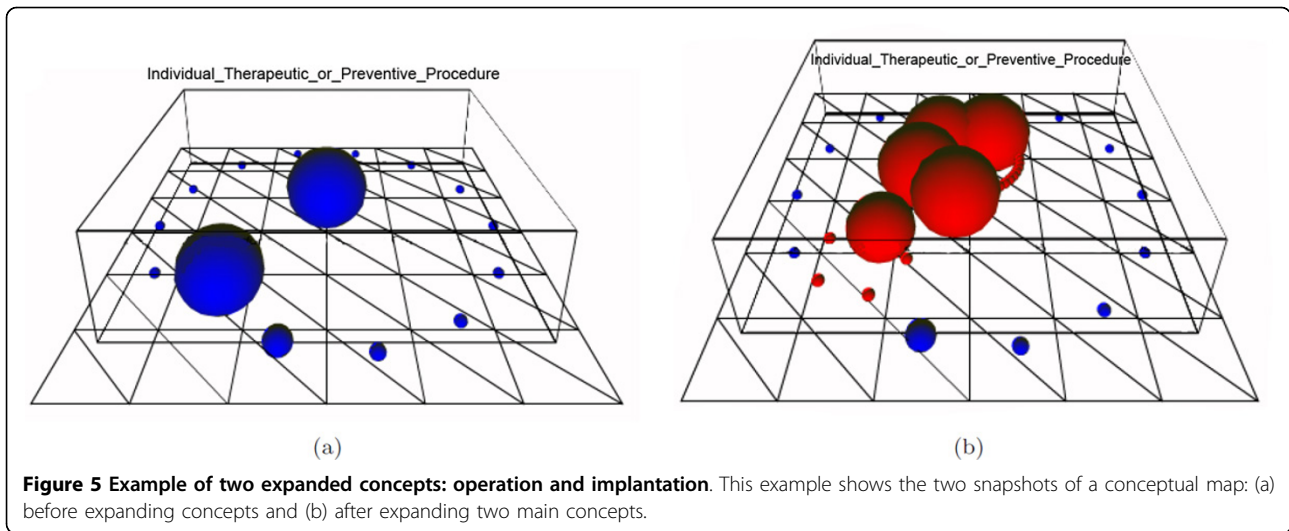 Individual_Therapeutic_or_Preventive_Procedure
Individual_Therapeutic_or_Preventive_Procedure
(a)
(b)
Figure 5 Example of two expanded concepts: operation and implantation. This example shows the two snapshots of a conceptual map: (a)
before expanding concepts and (b) after expanding two main concepts.